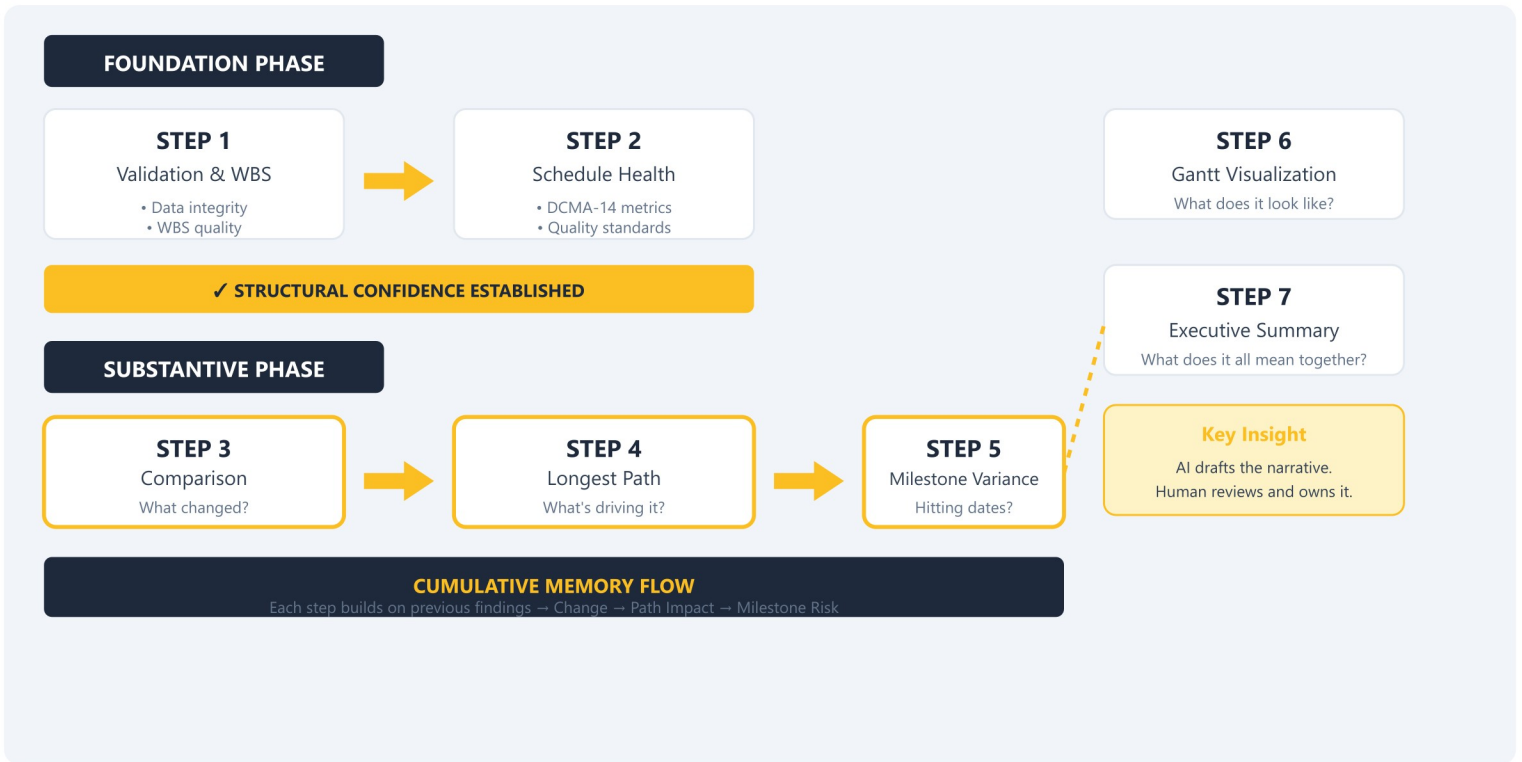 FOUNDATION PHASE
STEP 1
Validation & WBS
• Data integrity
• WBS quality
STEP 2
Schedule Health
• DCMA-14 metrics
• Quality standards
✓ STRUCTURAL CONFIDENCE ESTABLISHED
SUBSTANTIVE PHASE
STEP 3
Comparison
What changed?
STEP 4
Longest Path
What's driving it?
STEP 5
Milestone Variance
Hitting dates?
CUMULATIVE MEMORY FLOW
Each step builds on previous findings → Change → Path Impact → Milestone Risk
STEP 6
Gantt Visualization
What does it look like?
STEP 7
Executive Summary
What does it all mean together?
Key Insight
AI drafts the narrative.
Human reviews and owns it.